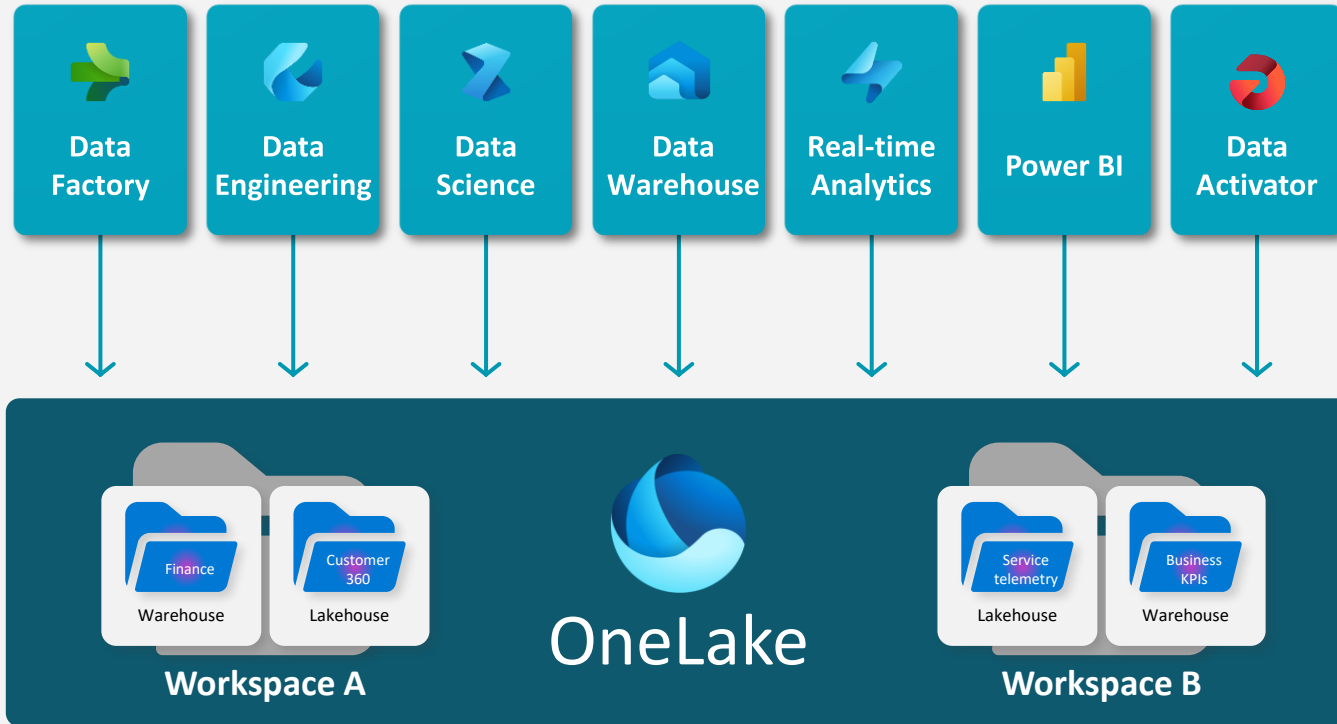 Data
Factory
Data
Engineering
Data
Science
Data
Warehouse
Real-time
Analytics
Power BI
Data
Activator
Finance
Warehouse
Customer
360
Lakehouse
Workspace A
OneLake
Service
telemetry
Lakehouse
Business
KPIs
Warehouse
Workspace B